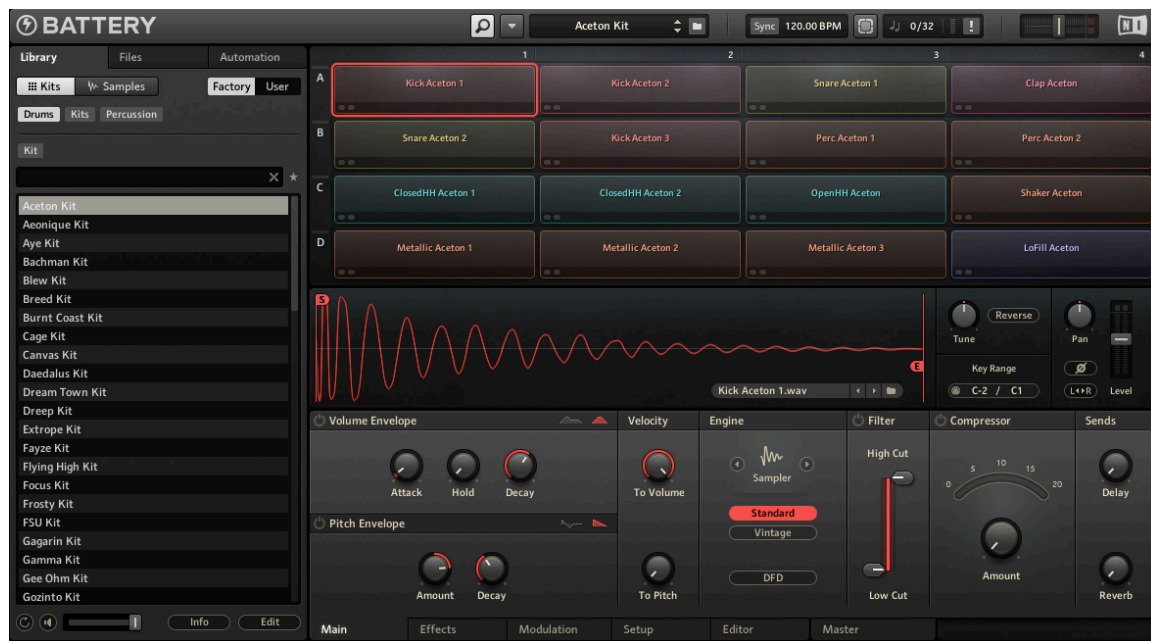 BATTERY
Aceton Kit
Sync 120.00 BPM
0/32
!
NI
Library Files Automation
Kits Samples Factory User
Drums Kits Percussion
Kit
Aceton Kit
Aeonique Kit
Aye Kit
Bachman Kit
Blew Kit
Breed Kit
Burnt Coast Kit
Cage Kit
Canvas Kit
Daedalus Kit
Dream Town Kit
Dreep Kit
Extrope Kit
Fayze Kit
Flying High Kit
Focus Kit
Frosty Kit
FSU Kit
Gagarin Kit
Gamma Kit
Gee Ohm Kit
Gozinto Kit
Info Edit
1 2 3 4
A Kick Aceton 1 Kick Aceton 2 Snare Aceton 1 Clap Aceton
B Snare Aceton 2 Kick Aceton 3 Perc Aceton 1 Perc Aceton 2
C ClosedHH Aceton 1 ClosedHH Aceton 2 OpenHH Aceton Shaker Aceton
D Metallic Aceton 1 Metallic Aceton 2 Metallic Aceton 3 LoFill Aceton
S
E
Kick Aceton 1.wav
Reverse
Tune
Pan
Key Range
C-2 / C1
L R Level
Volume Envelope
Attack Hold Decay
Pitch Envelope
Amount Decay
Velocity
To Volume
To Pitch
Engine
Sampler
Standard
Vintage
DFD
Filter
High Cut
Low Cut
Compressor
0 5 10 15 20
Amount
Sends
Delay
Reverb
Main Effects Modulation Setup Editor Master